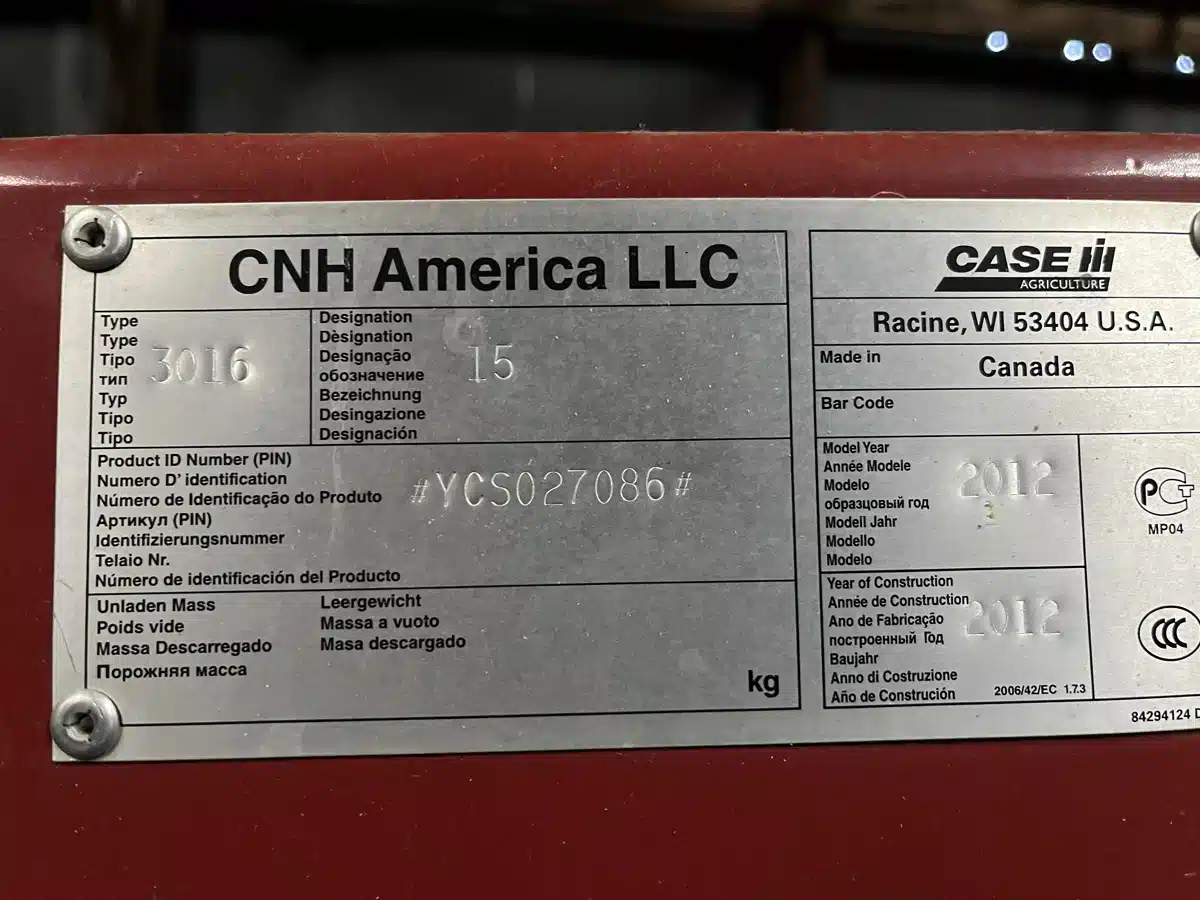 CNH America LLC
Type
Type
Tipo
тип
Typ
Tipo
Tipo
3016
Designation
Dèsignation
Designação
обозначение
Bezeichnung
Desingazione
Designación
15
Product ID Number (PIN)
Numero D' identification
Número de Identificação do Produto
Артикул (PIN)
Identifizierungsnummer
Telaio Nr.
Número de identificación del Producto
#YCS027086#
Unladen Mass
Poids vide
Massa Descarregado
Порожняя масса
Leergewicht
Massa a vuoto
Masa descargado
kg
CASE IH
AGRICULTURE
Racine, WI 53404 U.S.A.
Made in
Canada
Bar Code
Model Year
Année Modele
Modelo
образцовый год
Modell Jahr
Modello
Modelo
2012
Year of Construction
Année de Construction
Ano de Fabricação
построенный Год
Baujahr
Anno di Costruzione
Año de Construción
2012
2006/42/EC 1.7.3
РСТ
MP04
CCC
84294124 D